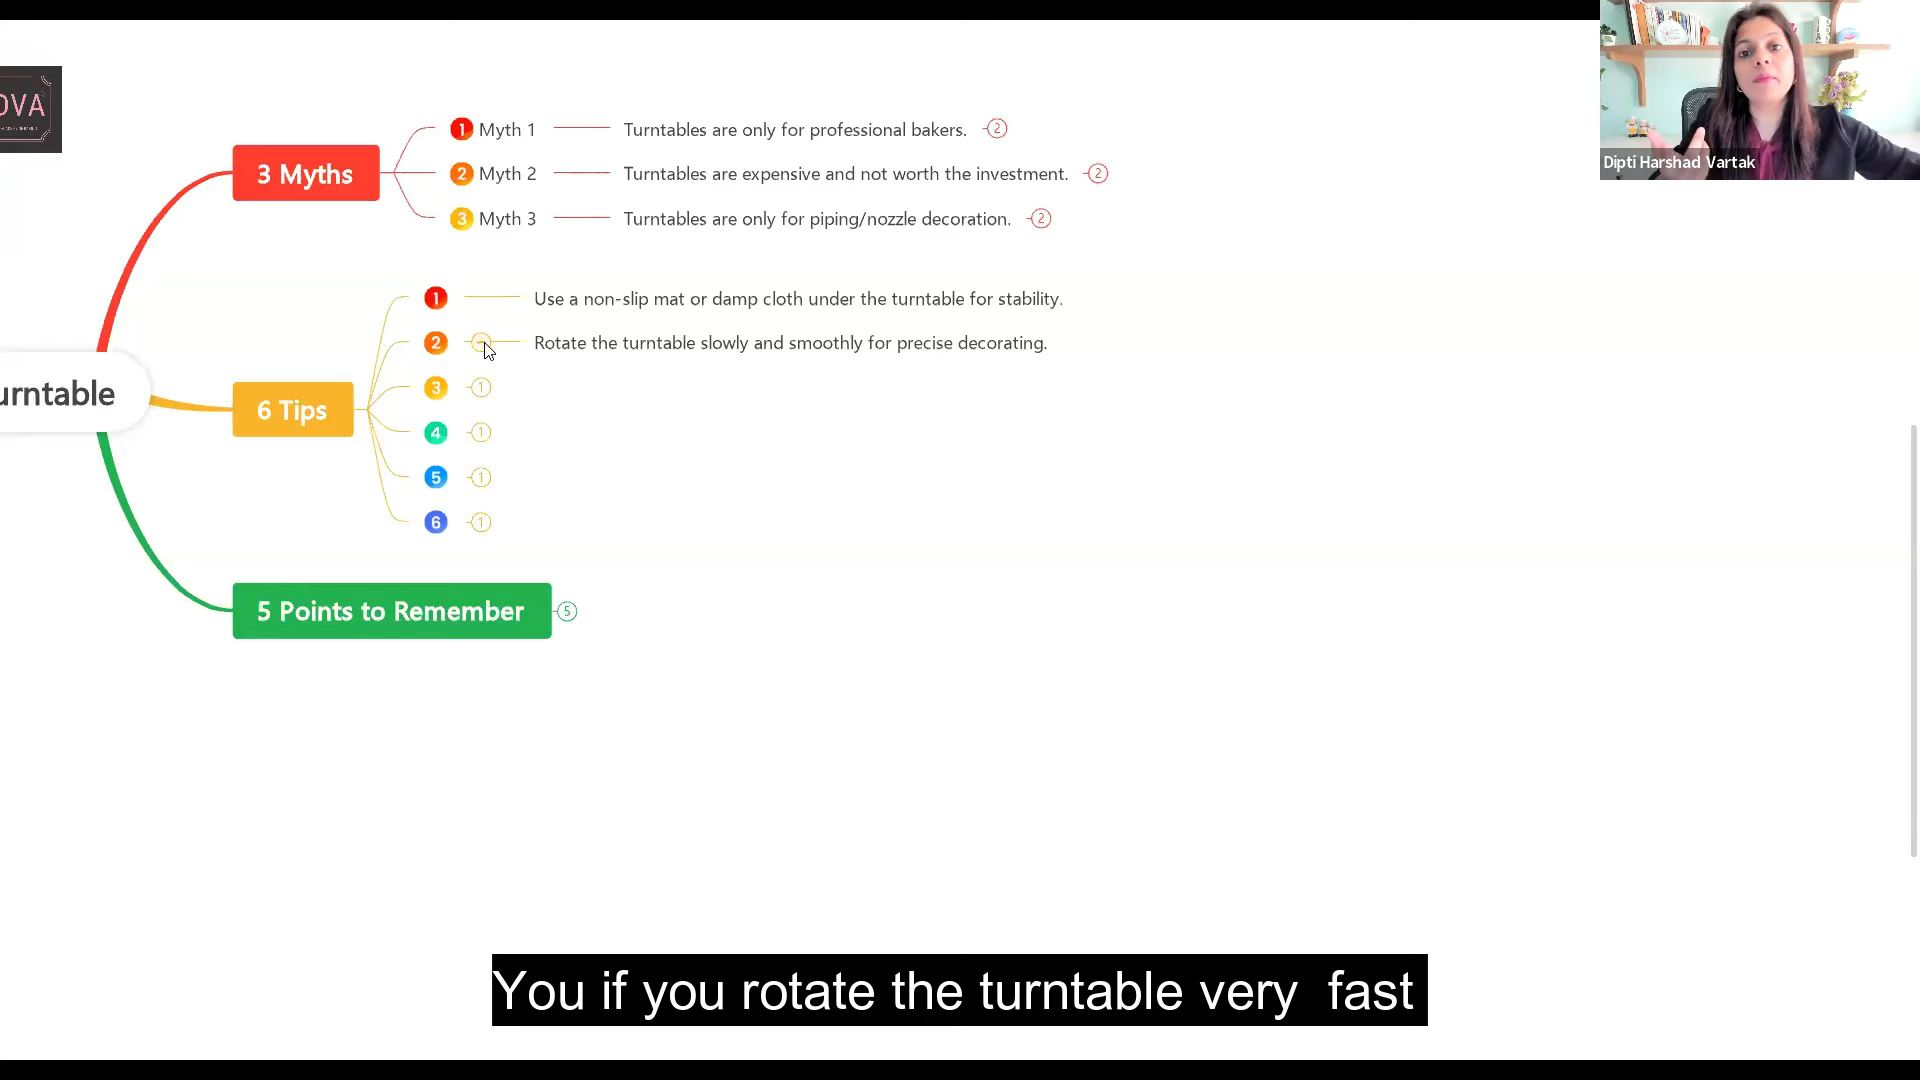 OVA
Dipti Harshad Vartak
3 Myths
1 Myth 1 Turntables are only for professional bakers. 2
2 Myth 2 Turntables are expensive and not worth the investment. 2
3 Myth 3 Turntables are only for piping/nozzle decoration. 2
urntable
6 Tips
1 Use a non-slip mat or damp cloth under the turntable for stability.
2 Rotate the turntable slowly and smoothly for precise decorating.
3 1
4 1
5 1
6 1
5 Points to Remember 5
You if you rotate the turntable very fast